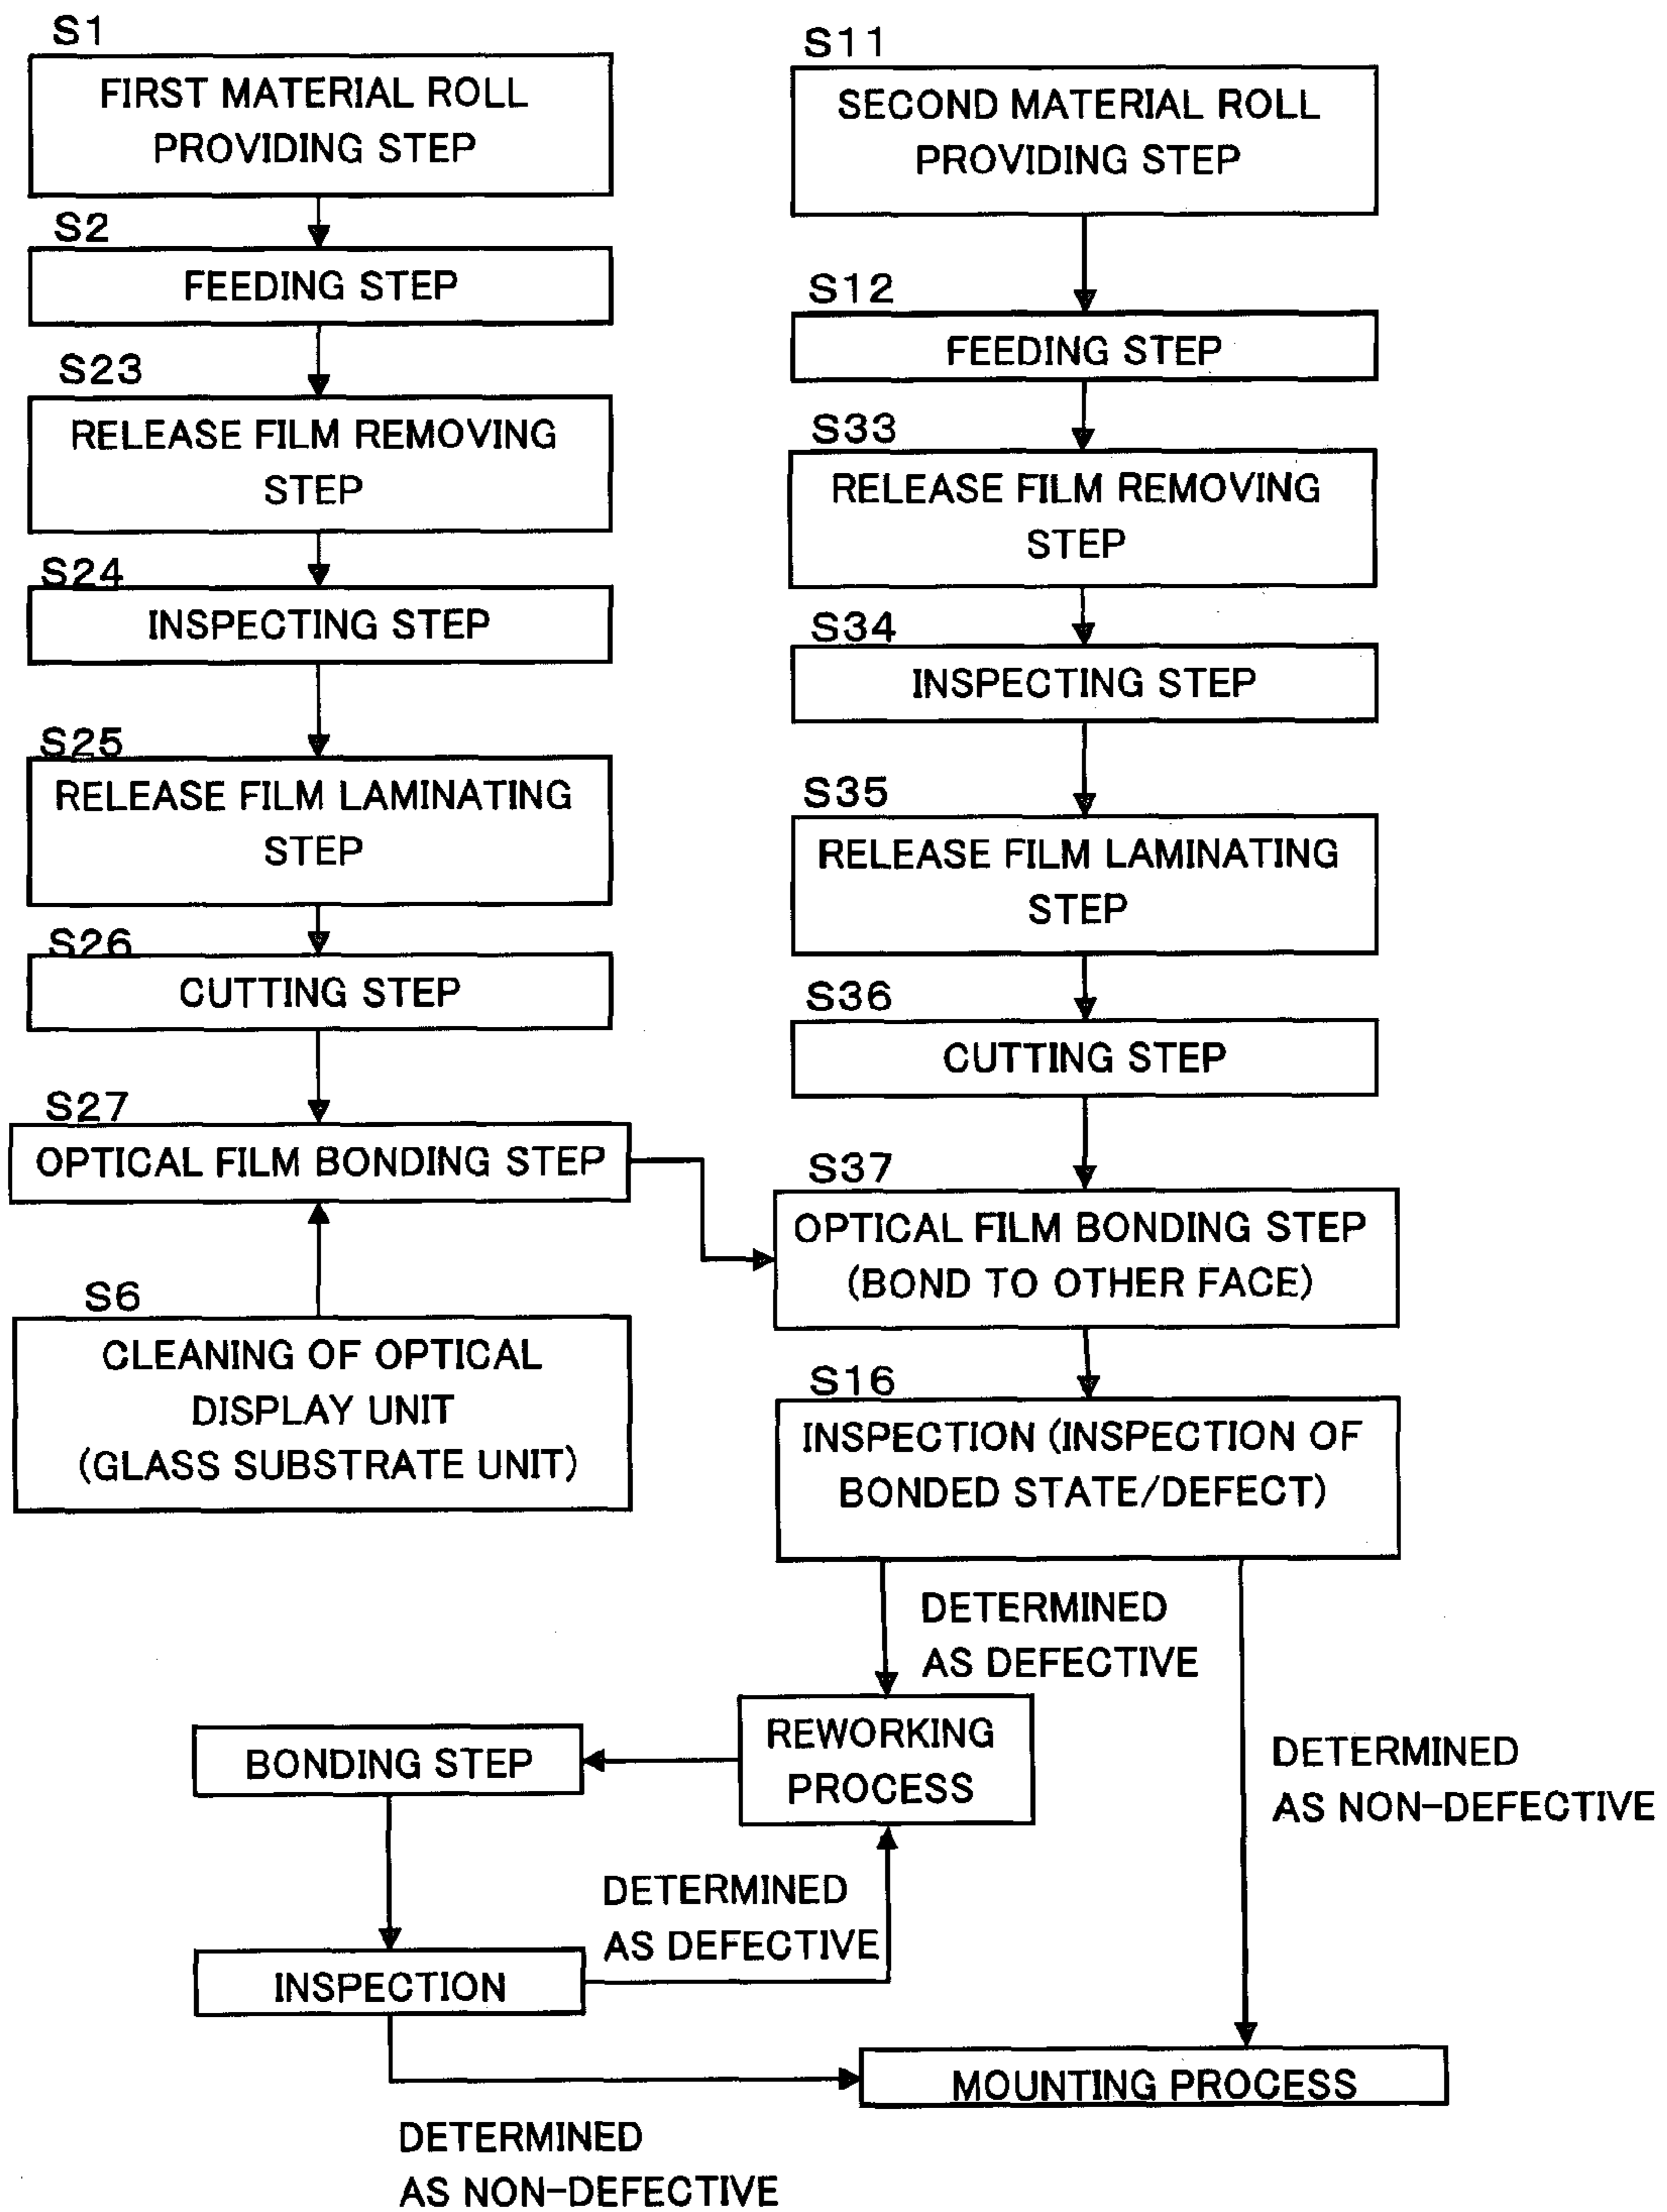 S1
FIRST MATERIAL ROLL
PROVIDING STEP
S2
FEEDING STEP
S23
RELEASE FILM REMOVING
STEP
S24
INSPECTING STEP
S25
RELEASE FILM LAMINATING
STEP
S26
CUTTING STEP
S27
OPTICAL FILM BONDING STEP
S6
CLEANING OF OPTICAL
DISPLAY UNIT
(GLASS SUBSTRATE UNIT)
S11
SECOND MATERIAL ROLL
PROVIDING STEP
S12
FEEDING STEP
S33
RELEASE FILM REMOVING
STEP
S34
INSPECTING STEP
S35
RELEASE FILM LAMINATING
STEP
S36
CUTTING STEP
S37
OPTICAL FILM BONDING STEP
(BOND TO OTHER FACE)
S16
INSPECTION (INSPECTION OF
BONDED STATE/DEFECT)
DETERMINED
AS DEFECTIVE
REWORKING
PROCESS
DETERMINED
AS NON-DEFECTIVE
BONDING STEP
DETERMINED
AS DEFECTIVE
INSPECTION
MOUNTING PROCESS
DETERMINED
AS NON-DEFECTIVE